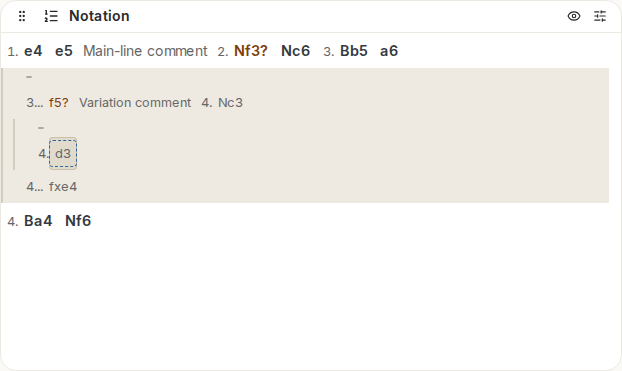 Notation
1. e4 e5 Main-line comment 2. Nf3? Nc6 3. Bb5 a6
–
3... f5? Variation comment 4. Nc3
–
4. d3
4... fxe4
4. Ba4 Nf6